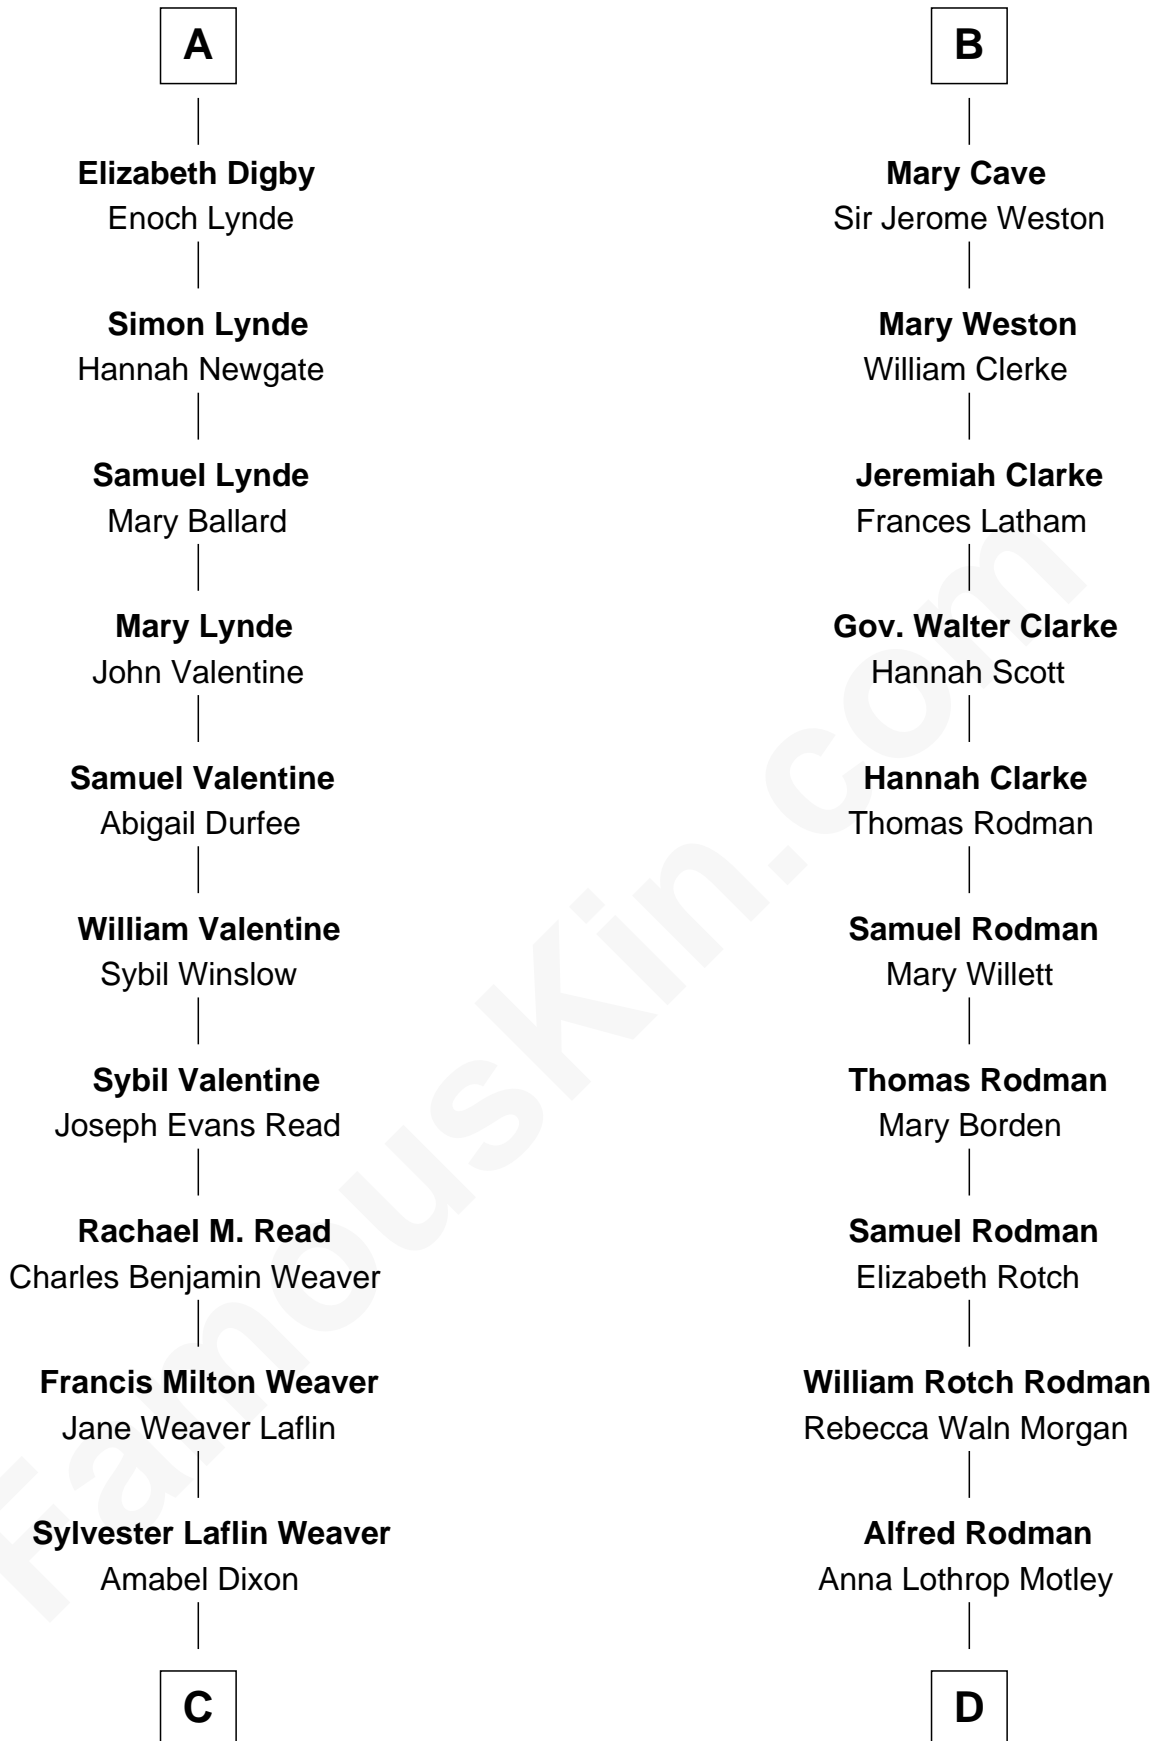 A
Elizabeth Digby
Enoch Lynde
Simon Lynde
Hannah Newgate
Samuel Lynde
Mary Ballard
Mary Lynde
John Valentine
Samuel Valentine
Abigail Durfee
William Valentine
Sybil Winslow
Sybil Valentine
Joseph Evans Read
Rachael M. Read
Charles Benjamin Weaver
Francis Milton Weaver
Jane Weaver Laflin
Sylvester Laflin Weaver
Amabel Dixon
C
B
Mary Cave
Sir Jerome Weston
Mary Weston
William Clerke
Jeremiah Clarke
Frances Latham
Gov. Walter Clarke
Hannah Scott
Hannah Clarke
Thomas Rodman
Samuel Rodman
Mary Willett
Thomas Rodman
Mary Borden
Samuel Rodman
Elizabeth Rotch
William Rotch Rodman
Rebecca Waln Morgan
Alfred Rodman
Anna Lothrop Motley
D
FamousKin.com